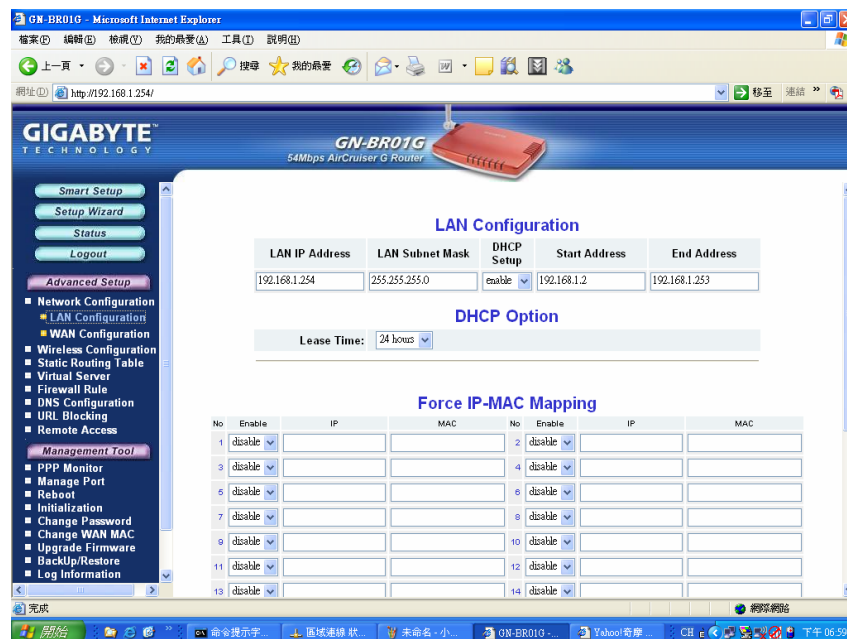 GN-BR01G - Microsoft Internet Explorer
檔案(F) 編輯(E) 檢視(V) 我的最愛(A) 工具(T) 說明(H)
上一頁 搜尋 我的最愛
網址(D) http://192.168.1.254/ 移至 連結 »
GIGABYTE™
TECHNOLOGY
GN-BR01G
54Mbps AirCruiser G Router
Smart Setup
Setup Wizard
Status
Logout
Advanced Setup
Network Configuration
LAN Configuration
WAN Configuration
Wireless Configuration
Static Routing Table
Virtual Server
Firewall Rule
DNS Configuration
URL Blocking
Remote Access
Management Tool
PPP Monitor
Manage Port
Reboot
Initialization
Change Password
Change WAN MAC
Upgrade Firmware
BackUp/Restore
Log Information
LAN Configuration
LAN IP Address LAN Subnet Mask DHCP Setup Start Address End Address
192.168.1.254 255.255.255.0 enable 192.168.1.2 192.168.1.253
DHCP Option
Lease Time: 24 hours
Force IP-MAC Mapping
No Enable IP MAC No Enable IP MAC
1 disable 2 disable
3 disable 4 disable
5 disable 6 disable
7 disable 8 disable
9 disable 10 disable
11 disable 12 disable
13 disable 14 disable
完成 網際網路
開始 » 命令提示字... 區域連線 狀... 未命名 - 小... GN-BR01G -... Yahoo!奇摩 ... CH 下午 06:59